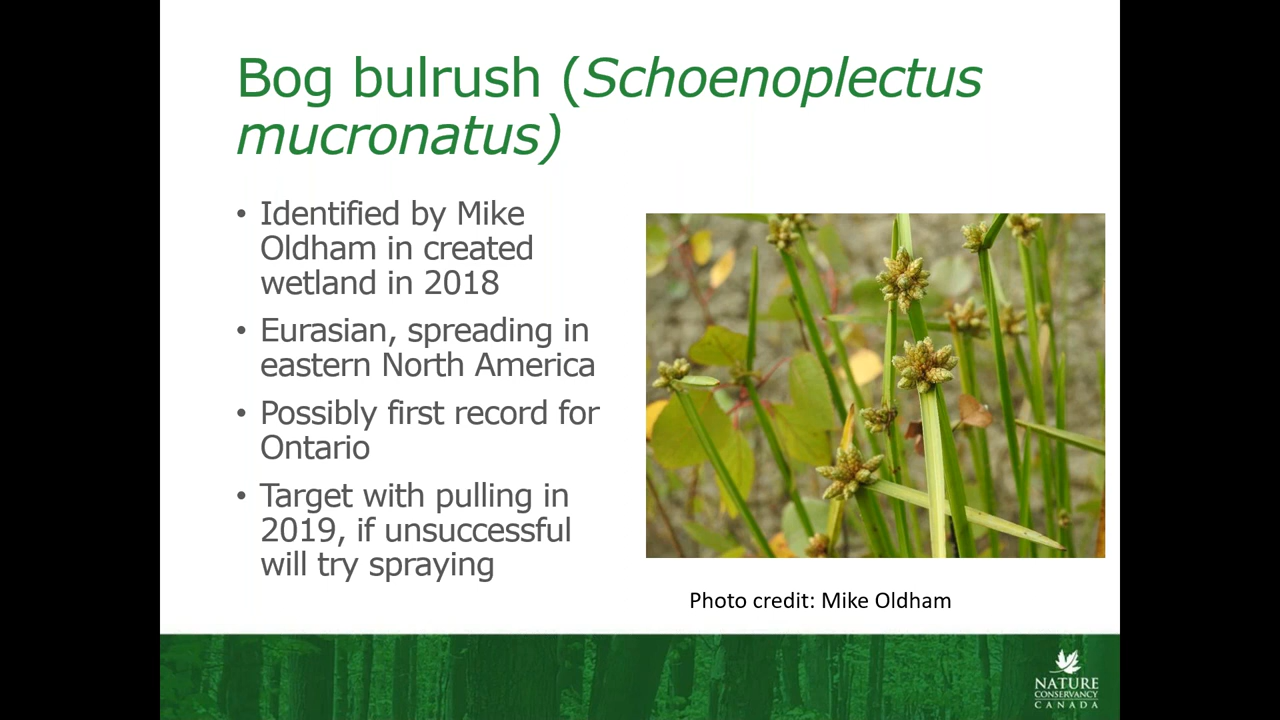 Bog bulrush (Schoenoplectus
mucronatus)
• Identified by Mike
Oldham in created
wetland in 2018
• Eurasian, spreading in
eastern North America
• Possibly first record for
Ontario
• Target with pulling in
2019, if unsuccessful
will try spraying
Photo credit: Mike Oldham
NATURE
CONSERVANCY
CANADA